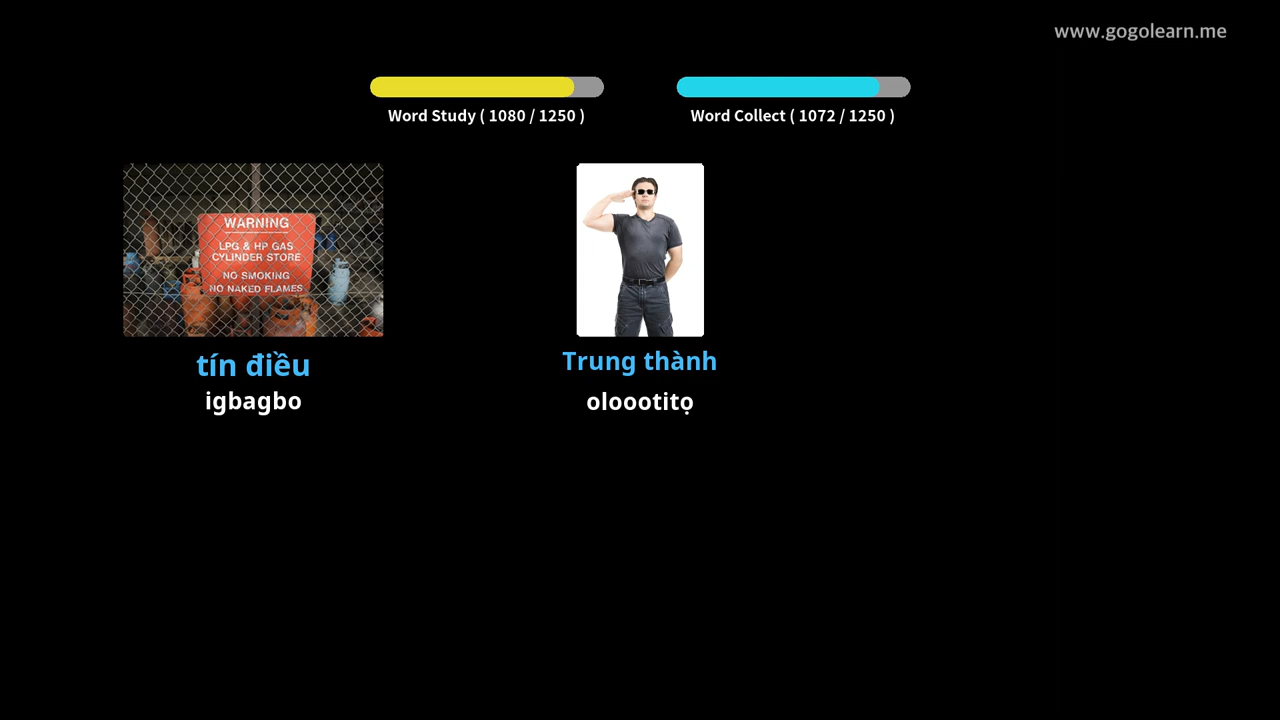 www.gogolearn.me
Word Study ( 1080 / 1250 )
Word Collect ( 1072 / 1250 )
WARNING
LPG & HP GAS
CYLINDER STORE
NO SMOKING
NO NAKED FLAMES
tín điều
igbagbo
Trung thành
oloootitọ